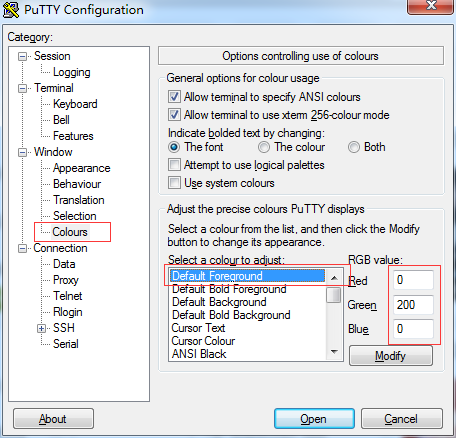 PuTTY Configuration
Category:
Session
Logging
Terminal
Keyboard
Bell
Features
Window
Appearance
Behaviour
Translation
Selection
Colours
Connection
Data
Proxy
Telnet
Rlogin
SSH
Serial
Options controlling use of colours
General options for colour usage
Allow terminal to specify ANSI colours
Allow terminal to use xterm 256-colour mode
Indicate bolded text by changing:
The font The colour Both
Attempt to use logical palettes
Use system colours
Adjust the precise colours PuTTY displays
Select a colour from the list, and then click the Modify
button to change its appearance.
Select a colour to adjust:
Default Foreground
Default Bold Foreground
Default Background
Default Bold Background
Cursor Text
Cursor Colour
ANSI Black
RGB value:
Red 0
Green 200
Blue 0
Modify
About Open Cancel